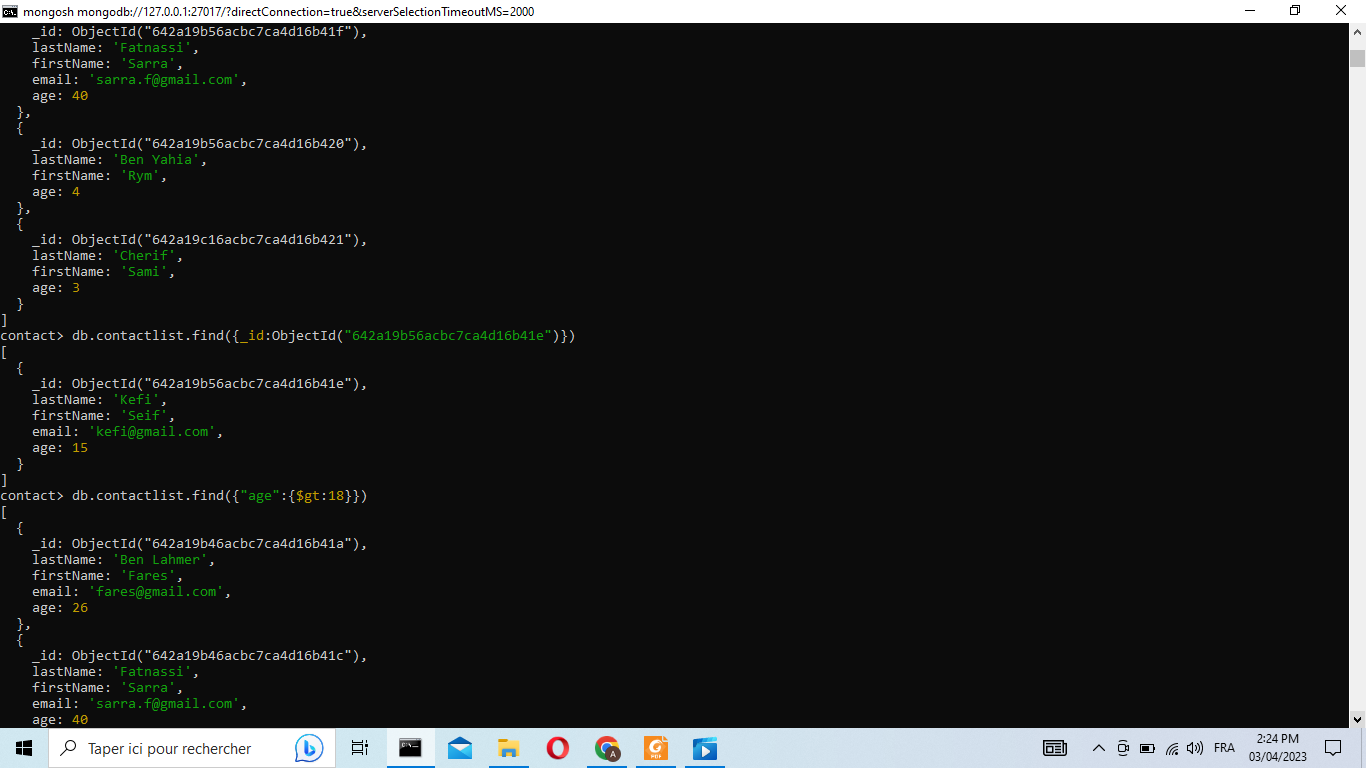 mongosh mongodb://127.0.0.1:27017/?directConnection=true&serverSelectionTimeoutMS=2000
    _id: ObjectId("642a19b56acbc7ca4d16b41f"),
    lastName: 'Fatnassi',
    firstName: 'Sarra',
    email: 'sarra.f@gmail.com',
    age: 40
  },
  {
    _id: ObjectId("642a19b56acbc7ca4d16b420"),
    lastName: 'Ben Yahia',
    firstName: 'Rym',
    age: 4
  },
  {
    _id: ObjectId("642a19c16acbc7ca4d16b421"),
    lastName: 'Cherif',
    firstName: 'Sami',
    age: 3
  }
]
contact> db.contactlist.find({_id:ObjectId("642a19b56acbc7ca4d16b41e")})
[
  {
    _id: ObjectId("642a19b56acbc7ca4d16b41e"),
    lastName: 'Kefi',
    firstName: 'Seif',
    email: 'kefi@gmail.com',
    age: 15
  }
]
contact> db.contactlist.find({"age":{$gt:18}})
[
  {
    _id: ObjectId("642a19b46acbc7ca4d16b41a"),
    lastName: 'Ben Lahmer',
    firstName: 'Fares',
    email: 'fares@gmail.com',
    age: 26
  },
  {
    _id: ObjectId("642a19b46acbc7ca4d16b41c"),
    lastName: 'Fatnassi',
    firstName: 'Sarra',
    email: 'sarra.f@gmail.com',
    age: 40
Taper ici pour rechercher
A
PDF
FRA
2:24 PM
03/04/2023